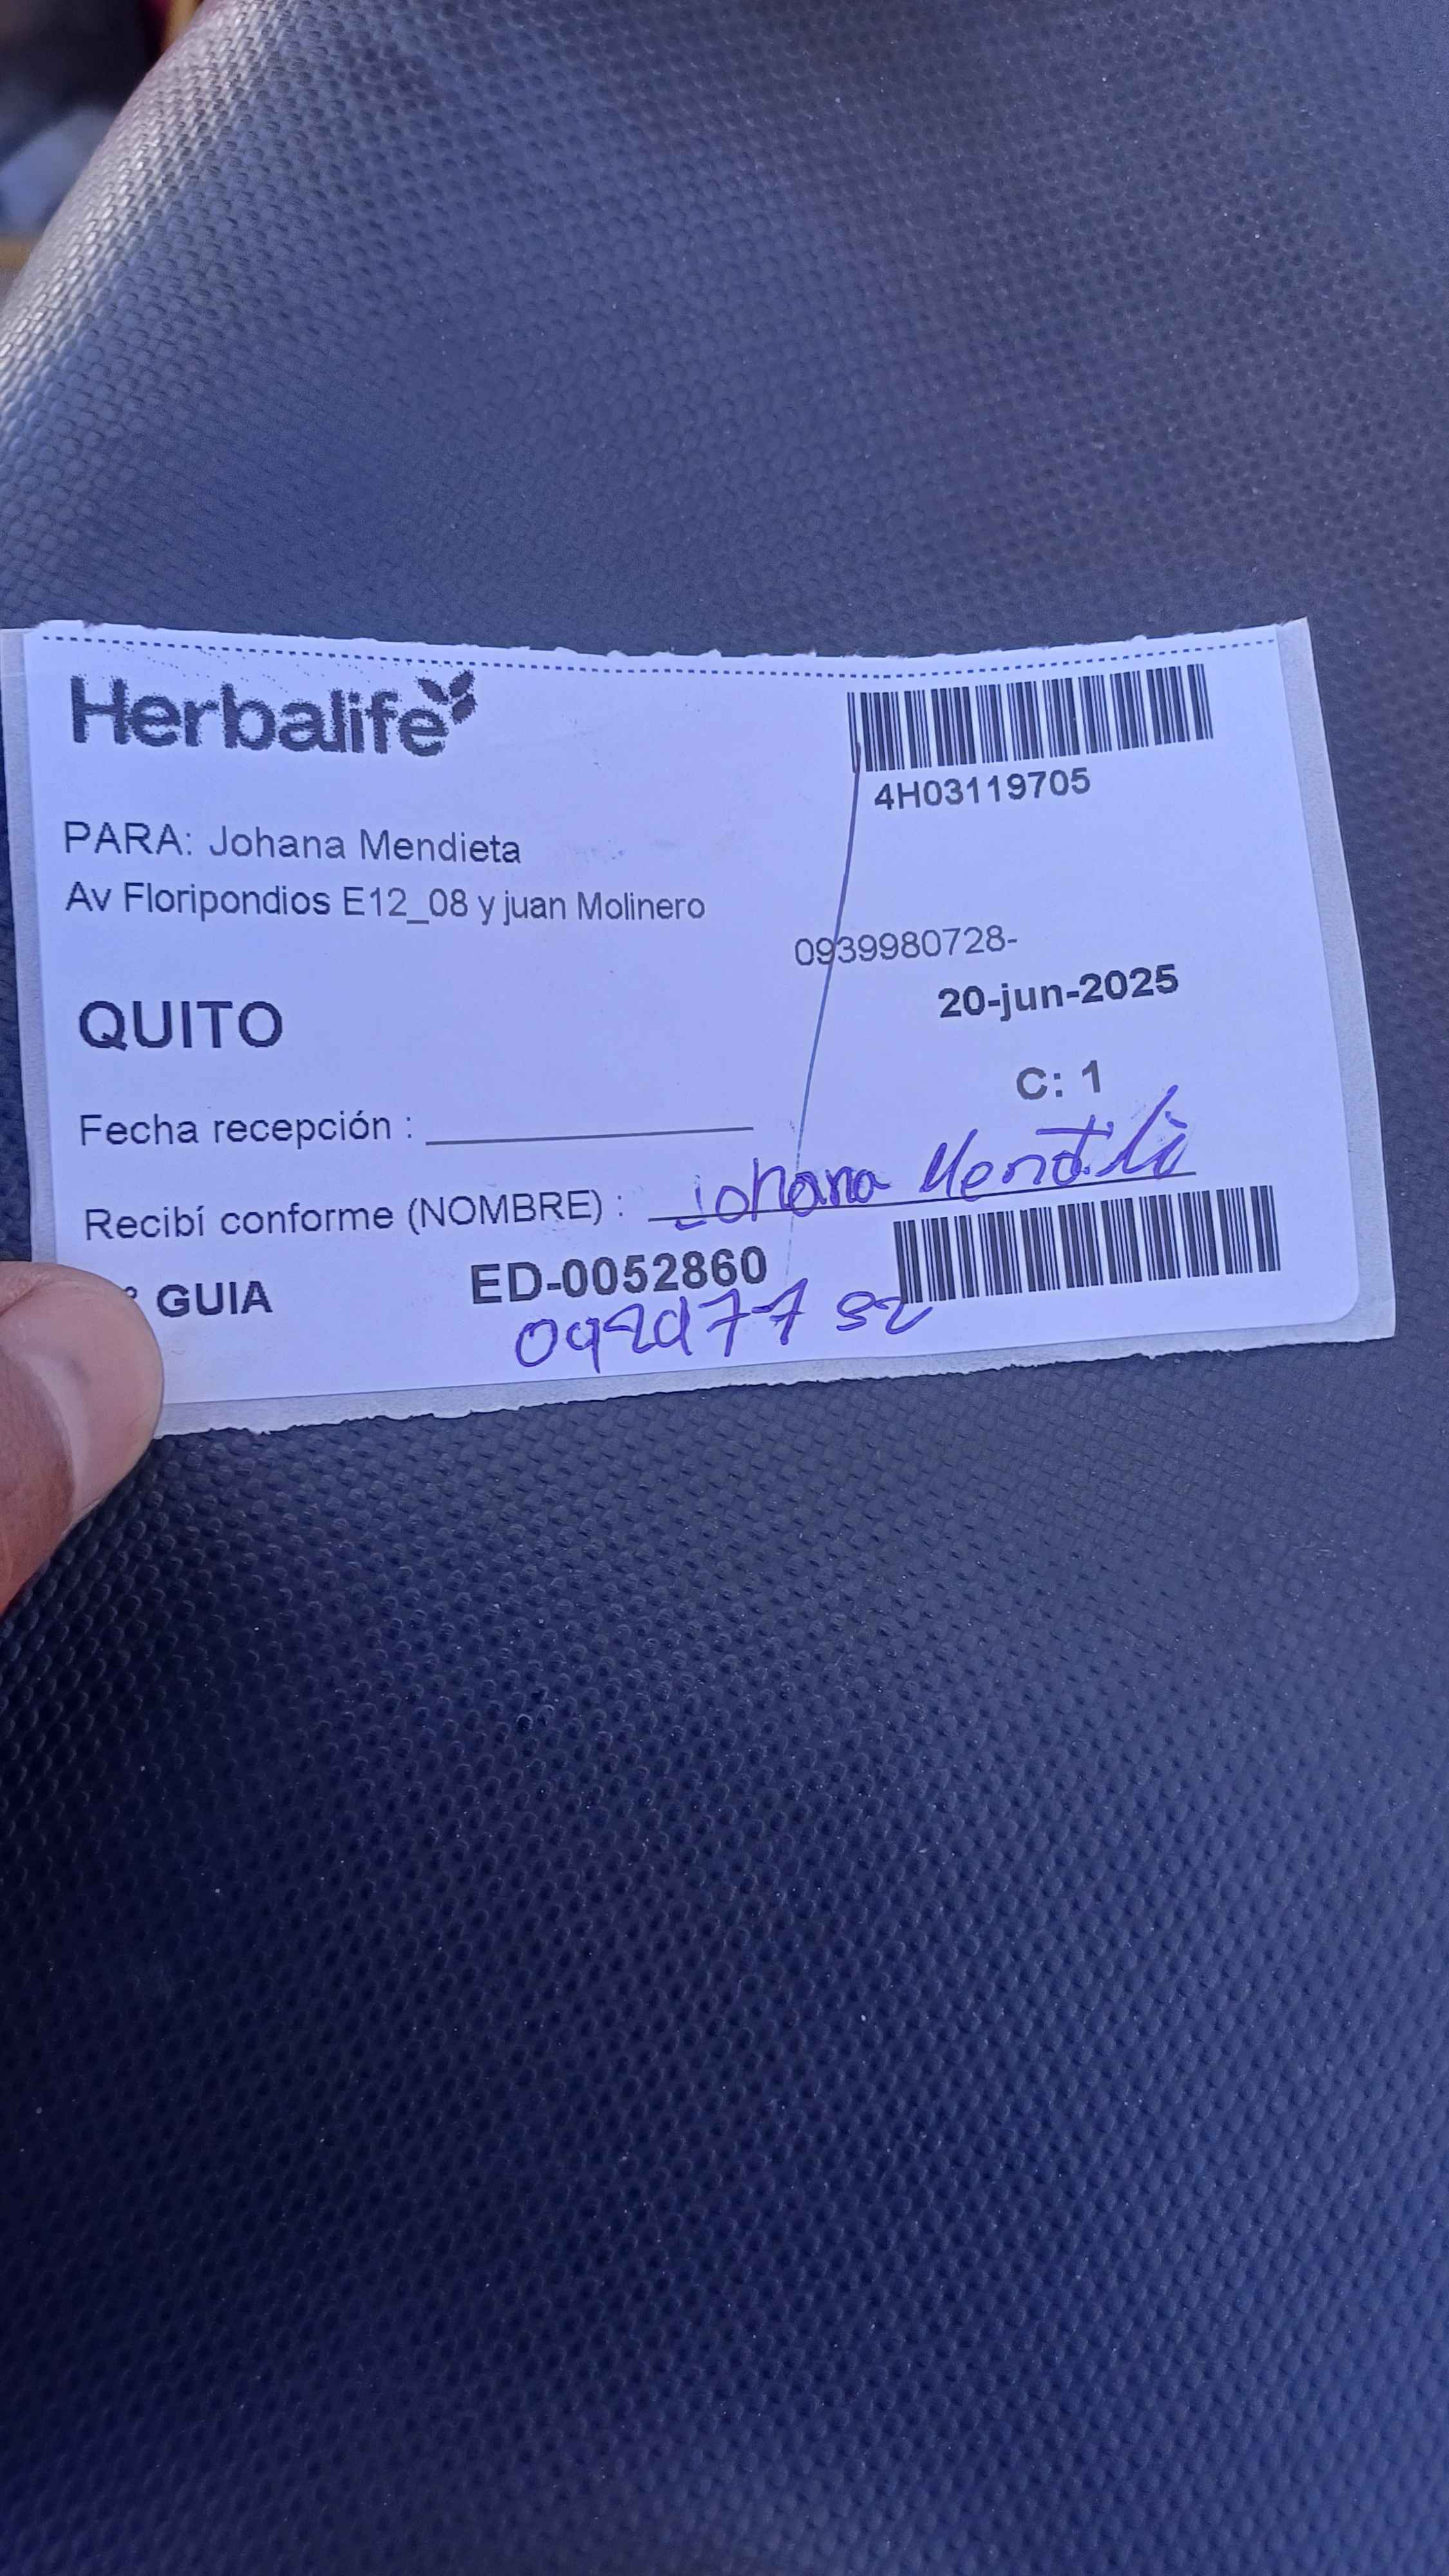 Herbalife
4H03119705
PARA: Johana Mendieta
Av Floripondios E12_08 y juan Molinero
0939980728-
20-jun-2025
QUITO
C: 1
Fecha recepción :
Recibí conforme (NOMBRE) : Johana
GUIA ED-0052860